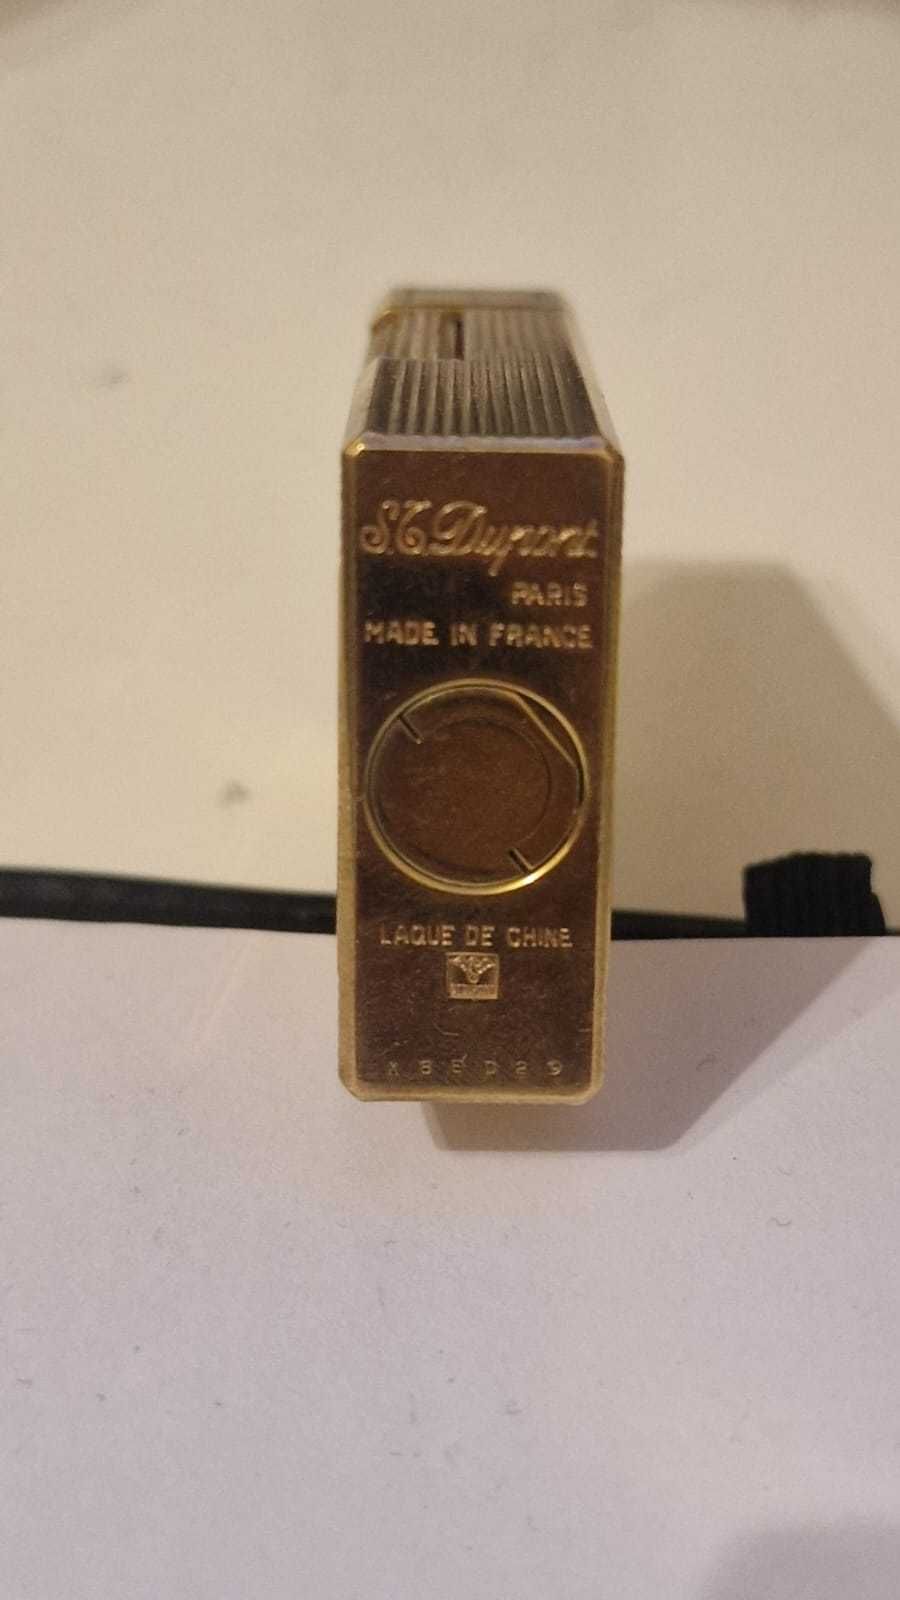 S.T. Dupont
PARIS
MADE IN FRANCE
LAQUE DE CHINE